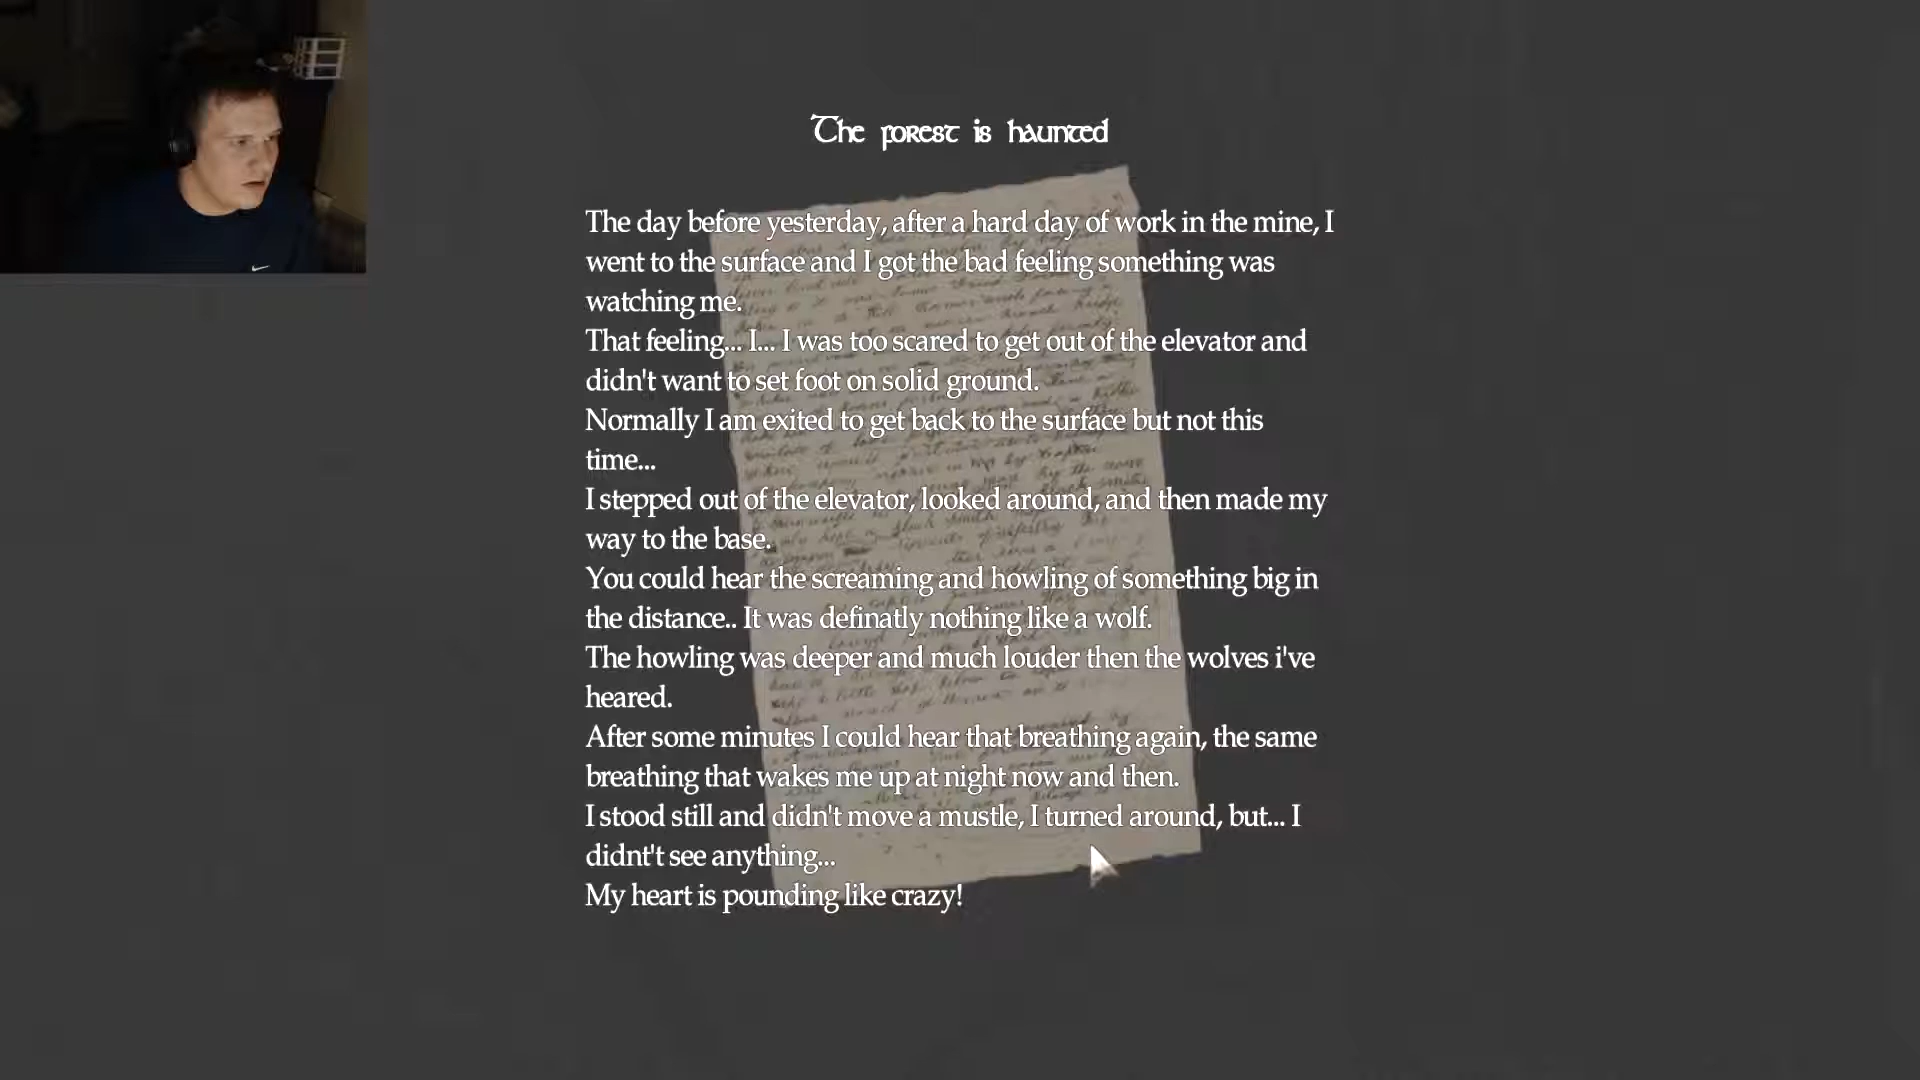 The forest is haunted
The day before yesterday, after a hard day of work in the mine, I
went to the surface and I got the bad feeling something was
watching me.
That feeling... I... I was too scared to get out of the elevator and
didn't want to set foot on solid ground.
Normally I am exited to get back to the surface but not this
time...
I stepped out of the elevator, looked around, and then made my
way to the base.
You could hear the screaming and howling of something big in
the distance.. It was definatly nothing like a wolf.
The howling was deeper and much louder then the wolves i've
heared.
After some minutes I could hear that breathing again, the same
breathing that wakes me up at night now and then.
I stood still and didn't move a mustle, I turned around, but... I
didnt't see anything...
My heart is pounding like crazy!